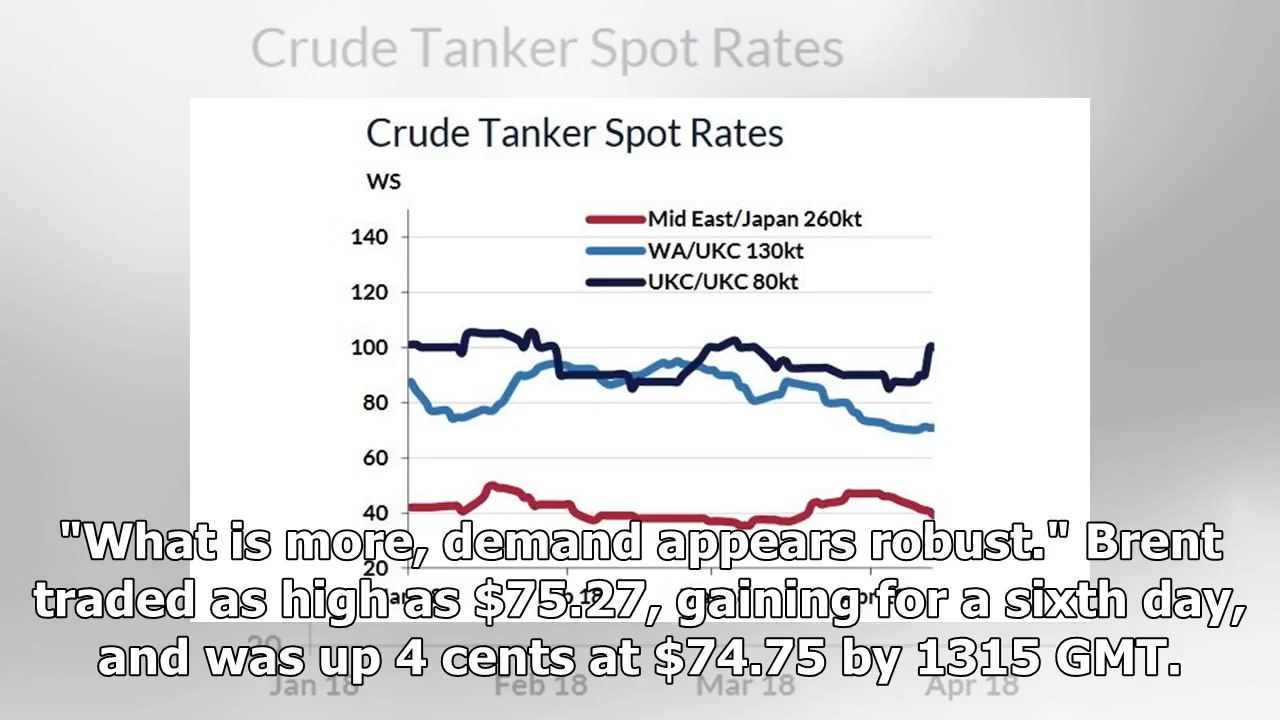 Crude Tanker Spot Rates
Crude Tanker Spot Rates
WS
Mid East/Japan 260kt
WA/UKC 130kt
UKC/UKC 80kt
140
120
100
80
60
40
20
"What is more, demand appears robust." Brent
traded as high as $75.27, gaining for a sixth day,
and was up 4 cents at $74.75 by 1315 GMT.
20
Jan 18 Feb 18 Mar 18 Apr 18